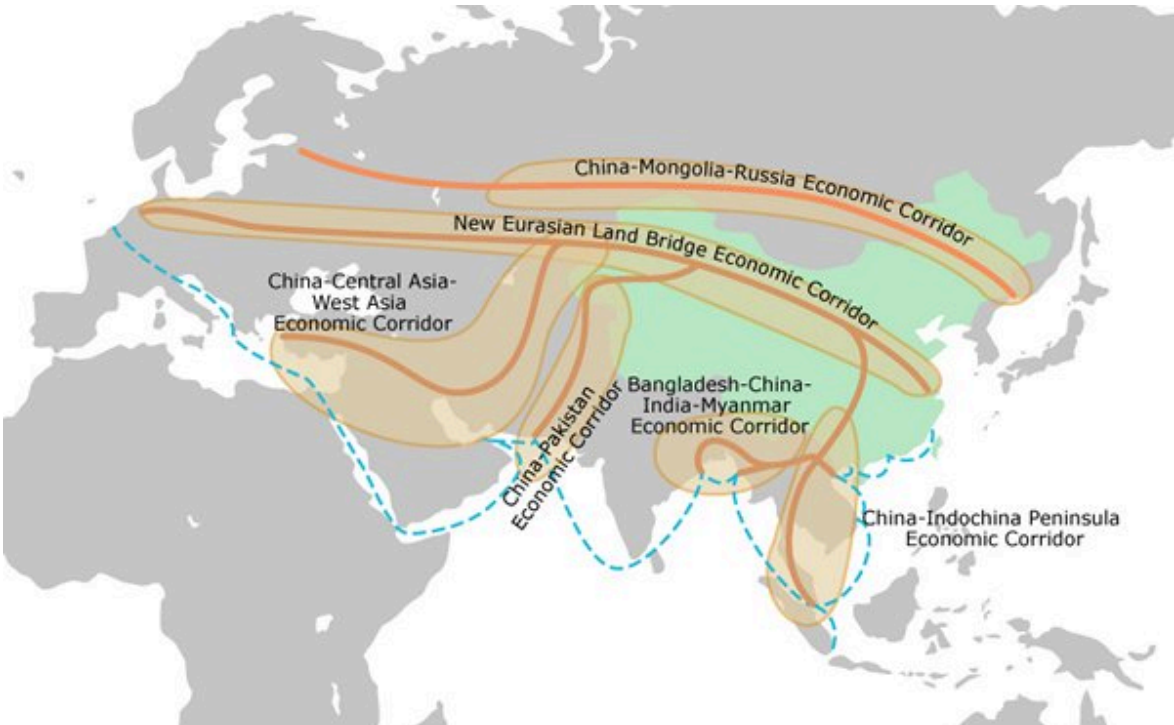 China-Mongolia-Russia Economic Corridor
New Eurasian Land Bridge Economic Corridor
China-Central Asia-
West Asia
Economic Corridor
China-Pakistan
Economic Corridor
Bangladesh-China-
India-Myanmar
Economic Corridor
China-Indochina Peninsula
Economic Corridor